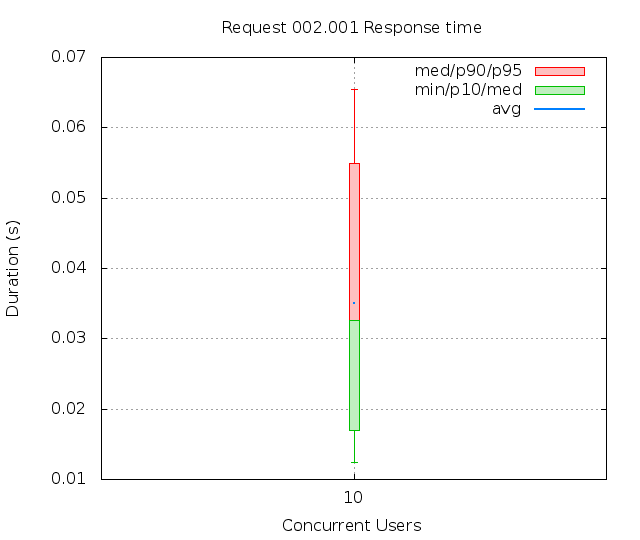 Request 002.001 Response time
0.07
med/p90/p95
min/p10/med
avg
0.06
0.05
0.04
0.03
0.02
0.01
Duration (s)
10
Concurrent Users